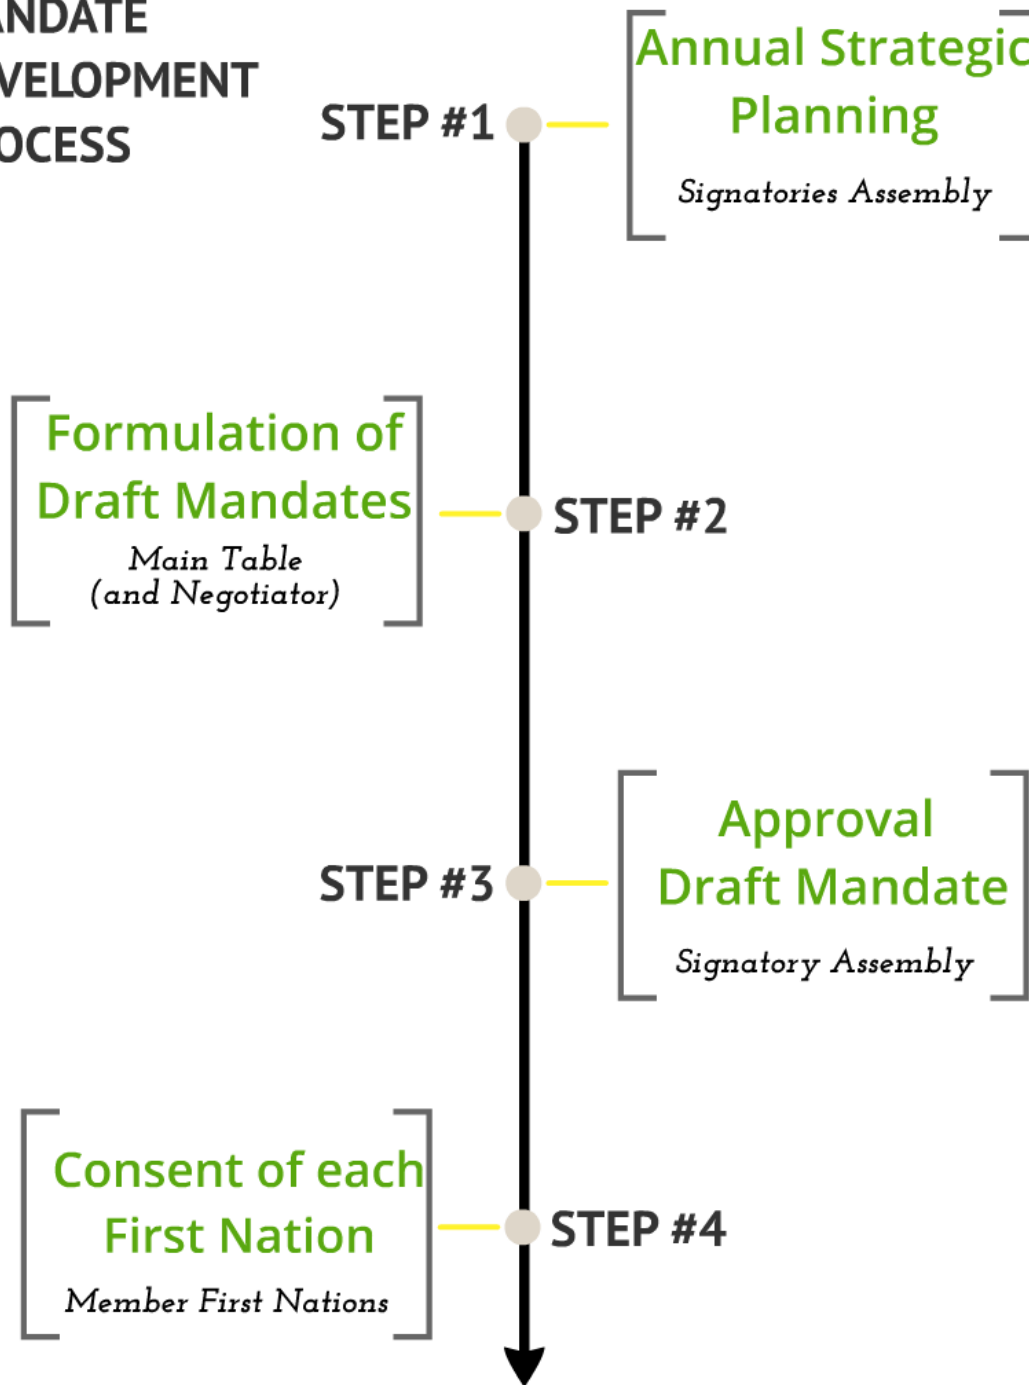 ANDATE
VELOPMENT
OCESS
STEP #1
Annual Strategic
Planning
Signatories Assembly
Formulation of
Draft Mandates
Main Table
(and Negotiator)
STEP #2
STEP #3
Approval
Draft Mandate
Signatory Assembly
Consent of each
First Nation
Member First Nations
STEP #4